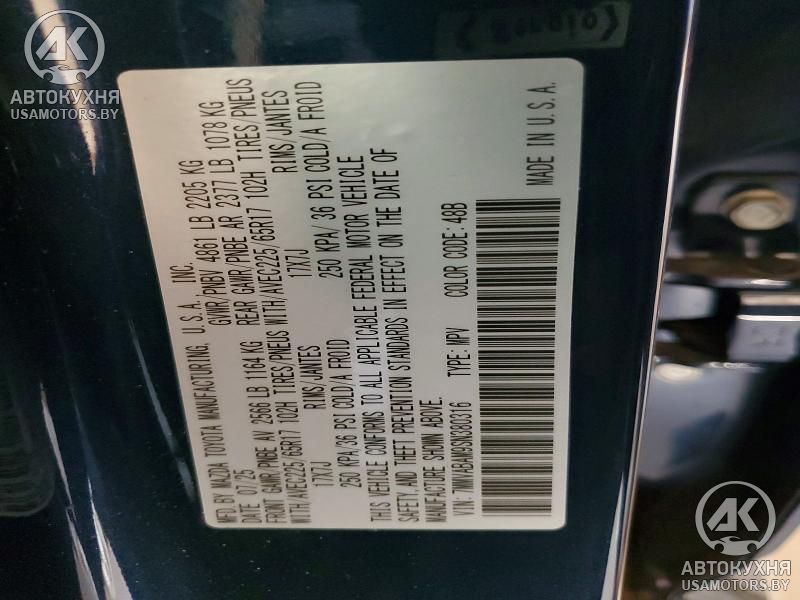 MFD. BY MAZDA TOYOTA MANUFACTURING, U.S.A. INC.
DATE 07/25 GVWR/PNBV 4861 LB 2205 KG
FRONT GAWR/PNBE AV 2566 LB 1164 KG REAR GAWR/PNBE AR 2377 LB 1078 KG
WITH/AVEC225/65R17 102H TIRES/PNEUS WITH/AVEC225/65R17 102H TIRES/PNEUS
17X7J RIMS/JANTES 17X7J RIMS/JANTES
250 KPA/36 PSI COLD/A FROID 250 KPA/ 36 PSI COLD/A FROID
THIS VEHICLE CONFORMS TO ALL APPLICABLE FEDERAL MOTOR VEHICLE
SAFETY, AND THEFT PREVENTION STANDARDS IN EFFECT ON THE DATE OF
MANUFACTURE SHOWN ABOVE.
VIN: 7MMVABAM9SN380316 TYPE: MPV COLOR CODE: 48B
MADE IN U.S.A.
АК
АВТОКУХНЯ
USAMOTORS.BY
АК
АВТОКУХНЯ
USAMOTORS.BY